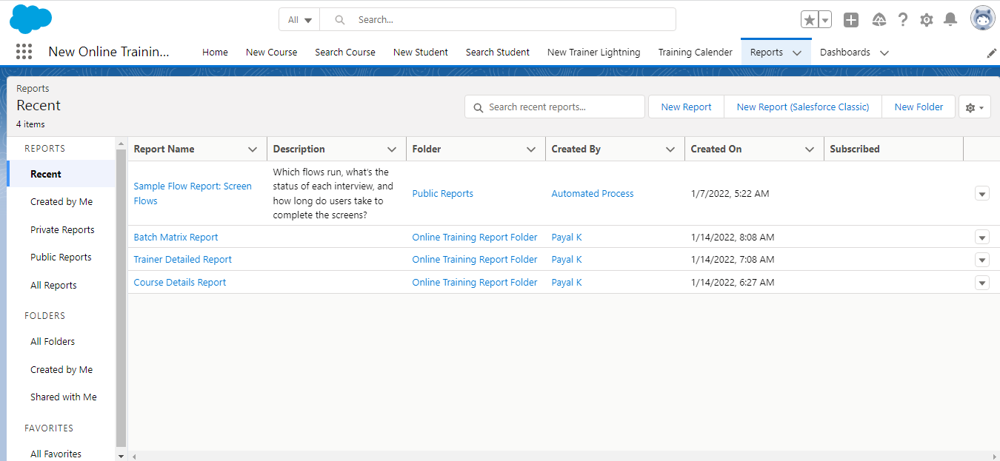 All
Search...
New Online Trainin...
Home
New Course
Search Course
New Student
Search Student
New Trainer Lightning
Training Calender
Reports
Dashboards
Reports
Recent
4 items
Search recent reports...
New Report
New Report (Salesforce Classic)
New Folder
REPORTS
Recent
Created by Me
Private Reports
Public Reports
All Reports
FOLDERS
All Folders
Created by Me
Shared with Me
FAVORITES
All Favorites
Report Name
Description
Folder
Created By
Created On
Subscribed
Sample Flow Report: Screen
Flows
Which flows run, what's the
status of each interview, and
how long do users take to
complete the screens?
Public Reports
Automated Process
1/7/2022, 5:22 AM
Batch Matrix Report
Online Training Report Folder
Payal K
1/14/2022, 8:08 AM
Trainer Detailed Report
Online Training Report Folder
Payal K
1/14/2022, 7:08 AM
Course Details Report
Online Training Report Folder
Payal K
1/14/2022, 6:27 AM